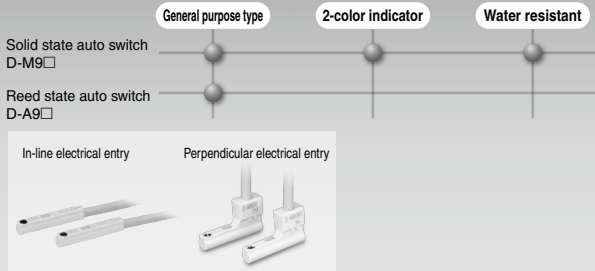 General purpose type 2-color indicator Water resistant
Solid state auto switch
D-M9□
Reed state auto switch
D-A9□
In-line electrical entry Perpendicular electrical entry